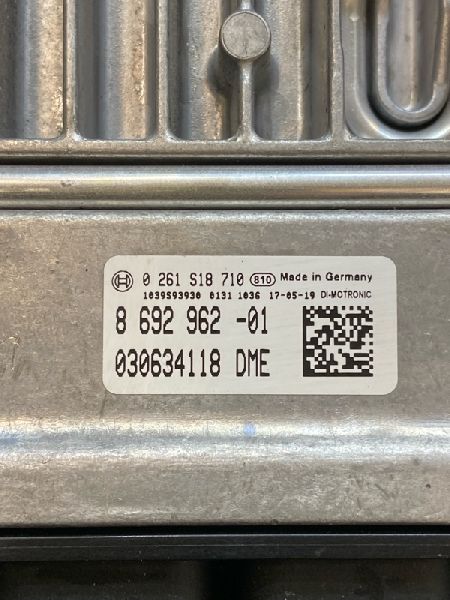 0 261 S18 710 810 Made in Germany
1039S93930 0131 1036 17-05-19 DI-MOTRONIC
8 692 962 -01
030634118 DME